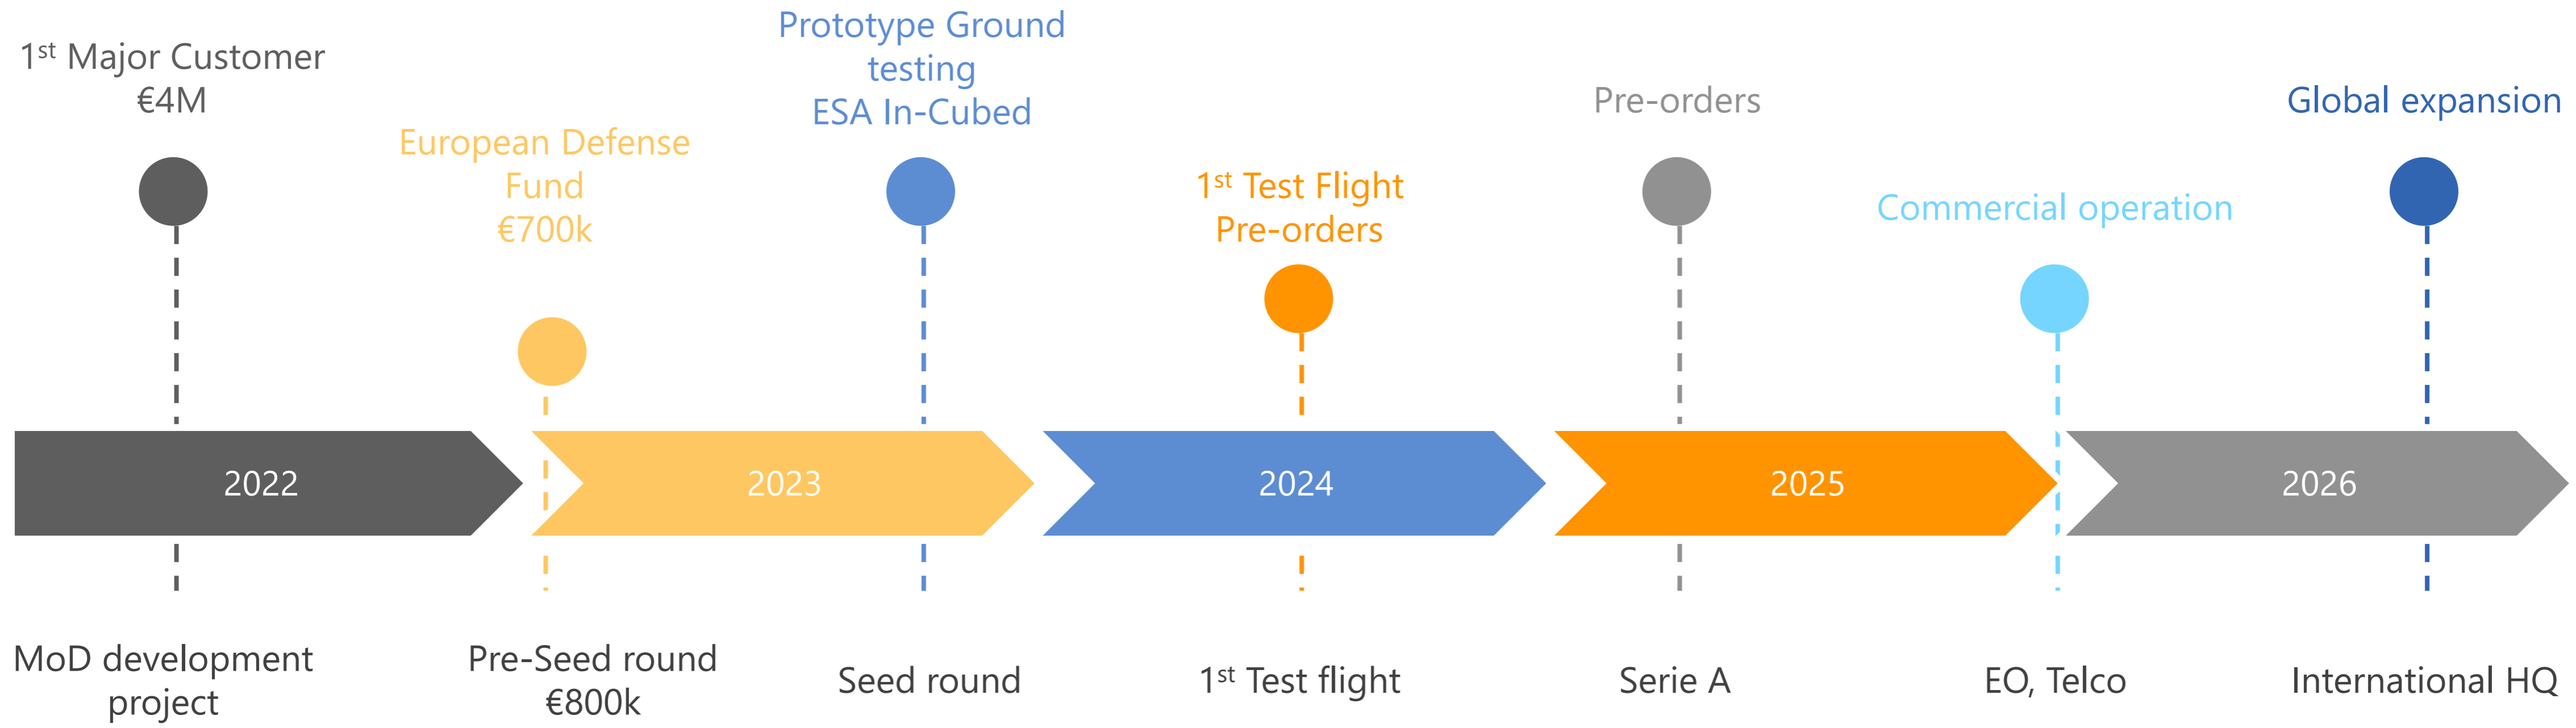 1st Major Customer
€4M
European Defense
Fund
€700k
Prototype Ground
testing
ESA In-Cubed
1st Test Flight
Pre-orders
Pre-orders
Commercial operation
Global expansion
2022
2023
2024
2025
2026
MoD development
project
Pre-Seed round
€800k
Seed round
1st Test flight
Serie A
EO, Telco
International HQ